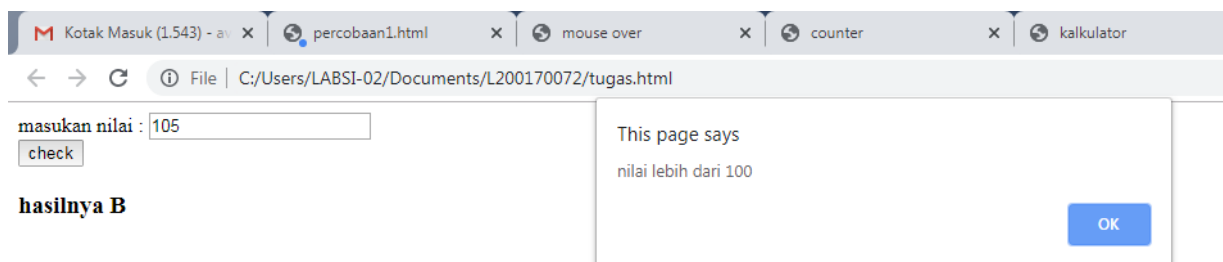 Kotak Masuk (1.543) - av
percobaan1.html
mouse over
counter
kalkulator
File | C:/Users/LABSI-02/Documents/L200170072/tugas.html
masukan nilai : 105
check
hasilnya B
This page says
nilai lebih dari 100
OK